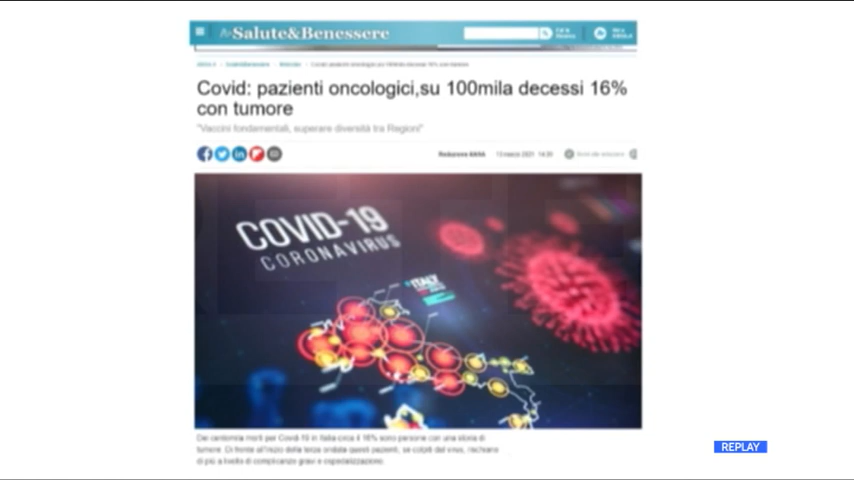 Salute&Benessere
Covid: pazienti oncologici,su 100mila decessi 16%
con tumore
"Vaccini fondamentali, superare diversità tra Regioni"
Redazione ANSA
COVID-19
CORONAVIRUS
ITALY
Dei centomila morti per Covid-19 in Italia circa il 16% sono persone con una storia di
tumore. Di fronte all'inizio della terza ondata questi pazienti, se colpiti dal virus, rischiano
di più a livello di complicanze gravi e ospedalizzazione.
REPLAY